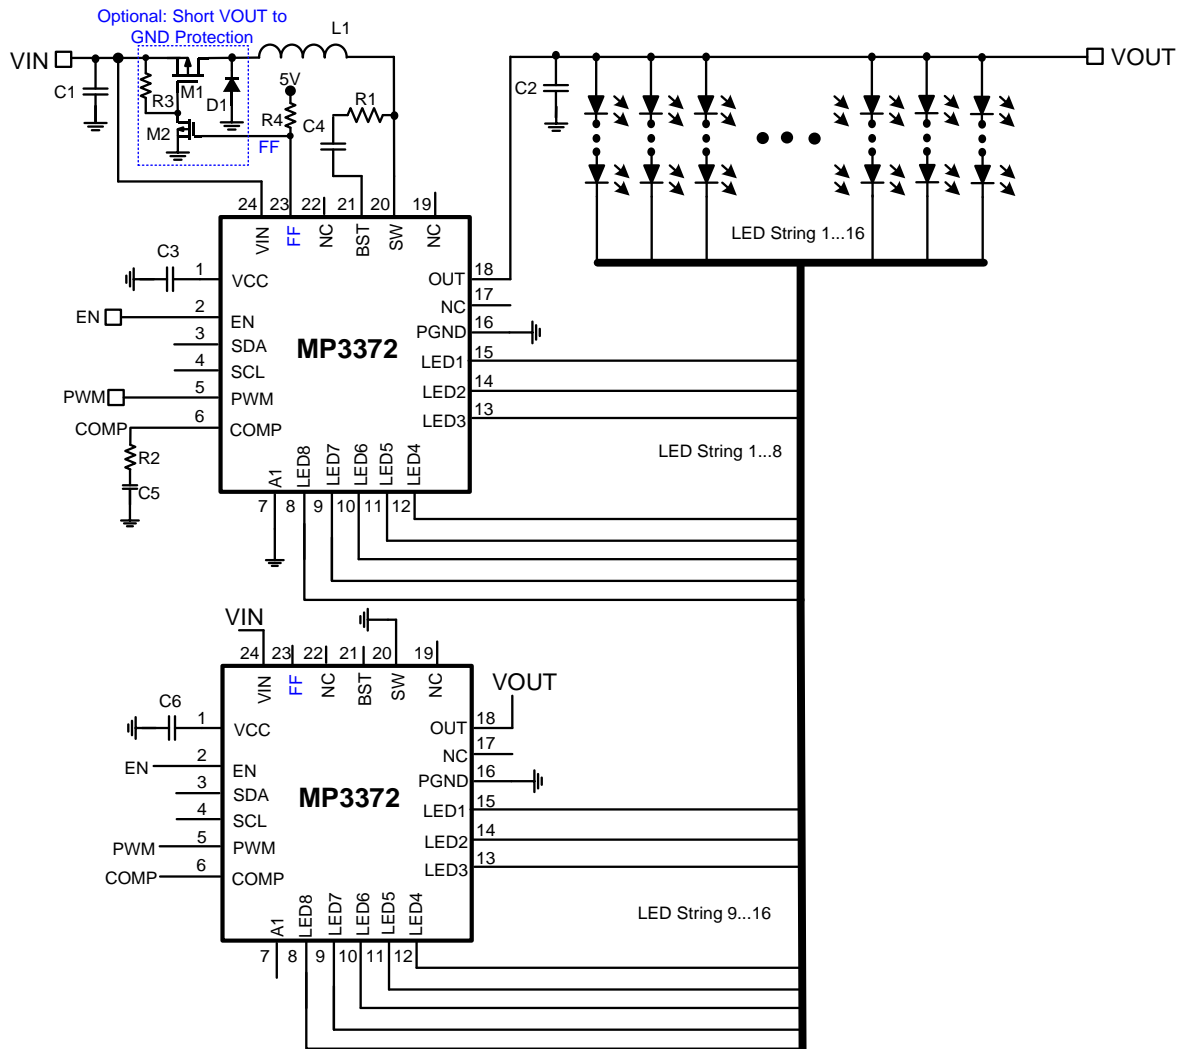 Optional: Short VOUT to
GND Protection
L1
VIN
VOUT
C1
R3
M1
D1
5V
R1
C2
M2
R4
C4
FF
24
23
22
21
20
19
VIN
FF
NC
BST
SW
NC
LED String 1...16
C3
1
VCC
OUT
18
NC
17
EN
2
EN
PGND
16
3
SDA
MP3372
LED1
15
4
SCL
PWM
5
PWM
LED2
14
COMP
6
COMP
LED3
13
R2
C5
A1
LED8
LED7
LED6
LED5
LED4
LED String 1...8
7
8
9
10
11
12
VIN
24
23
22
21
20
19
VIN
FF
NC
BST
SW
NC
VOUT
C6
1
VCC
OUT
18
NC
17
EN
2
EN
PGND
16
3
SDA
MP3372
LED1
15
4
SCL
PWM
5
PWM
LED2
14
COMP
6
COMP
LED3
13
A1
LED8
LED7
LED6
LED5
LED4
LED String 9...16
7
8
9
10
11
12